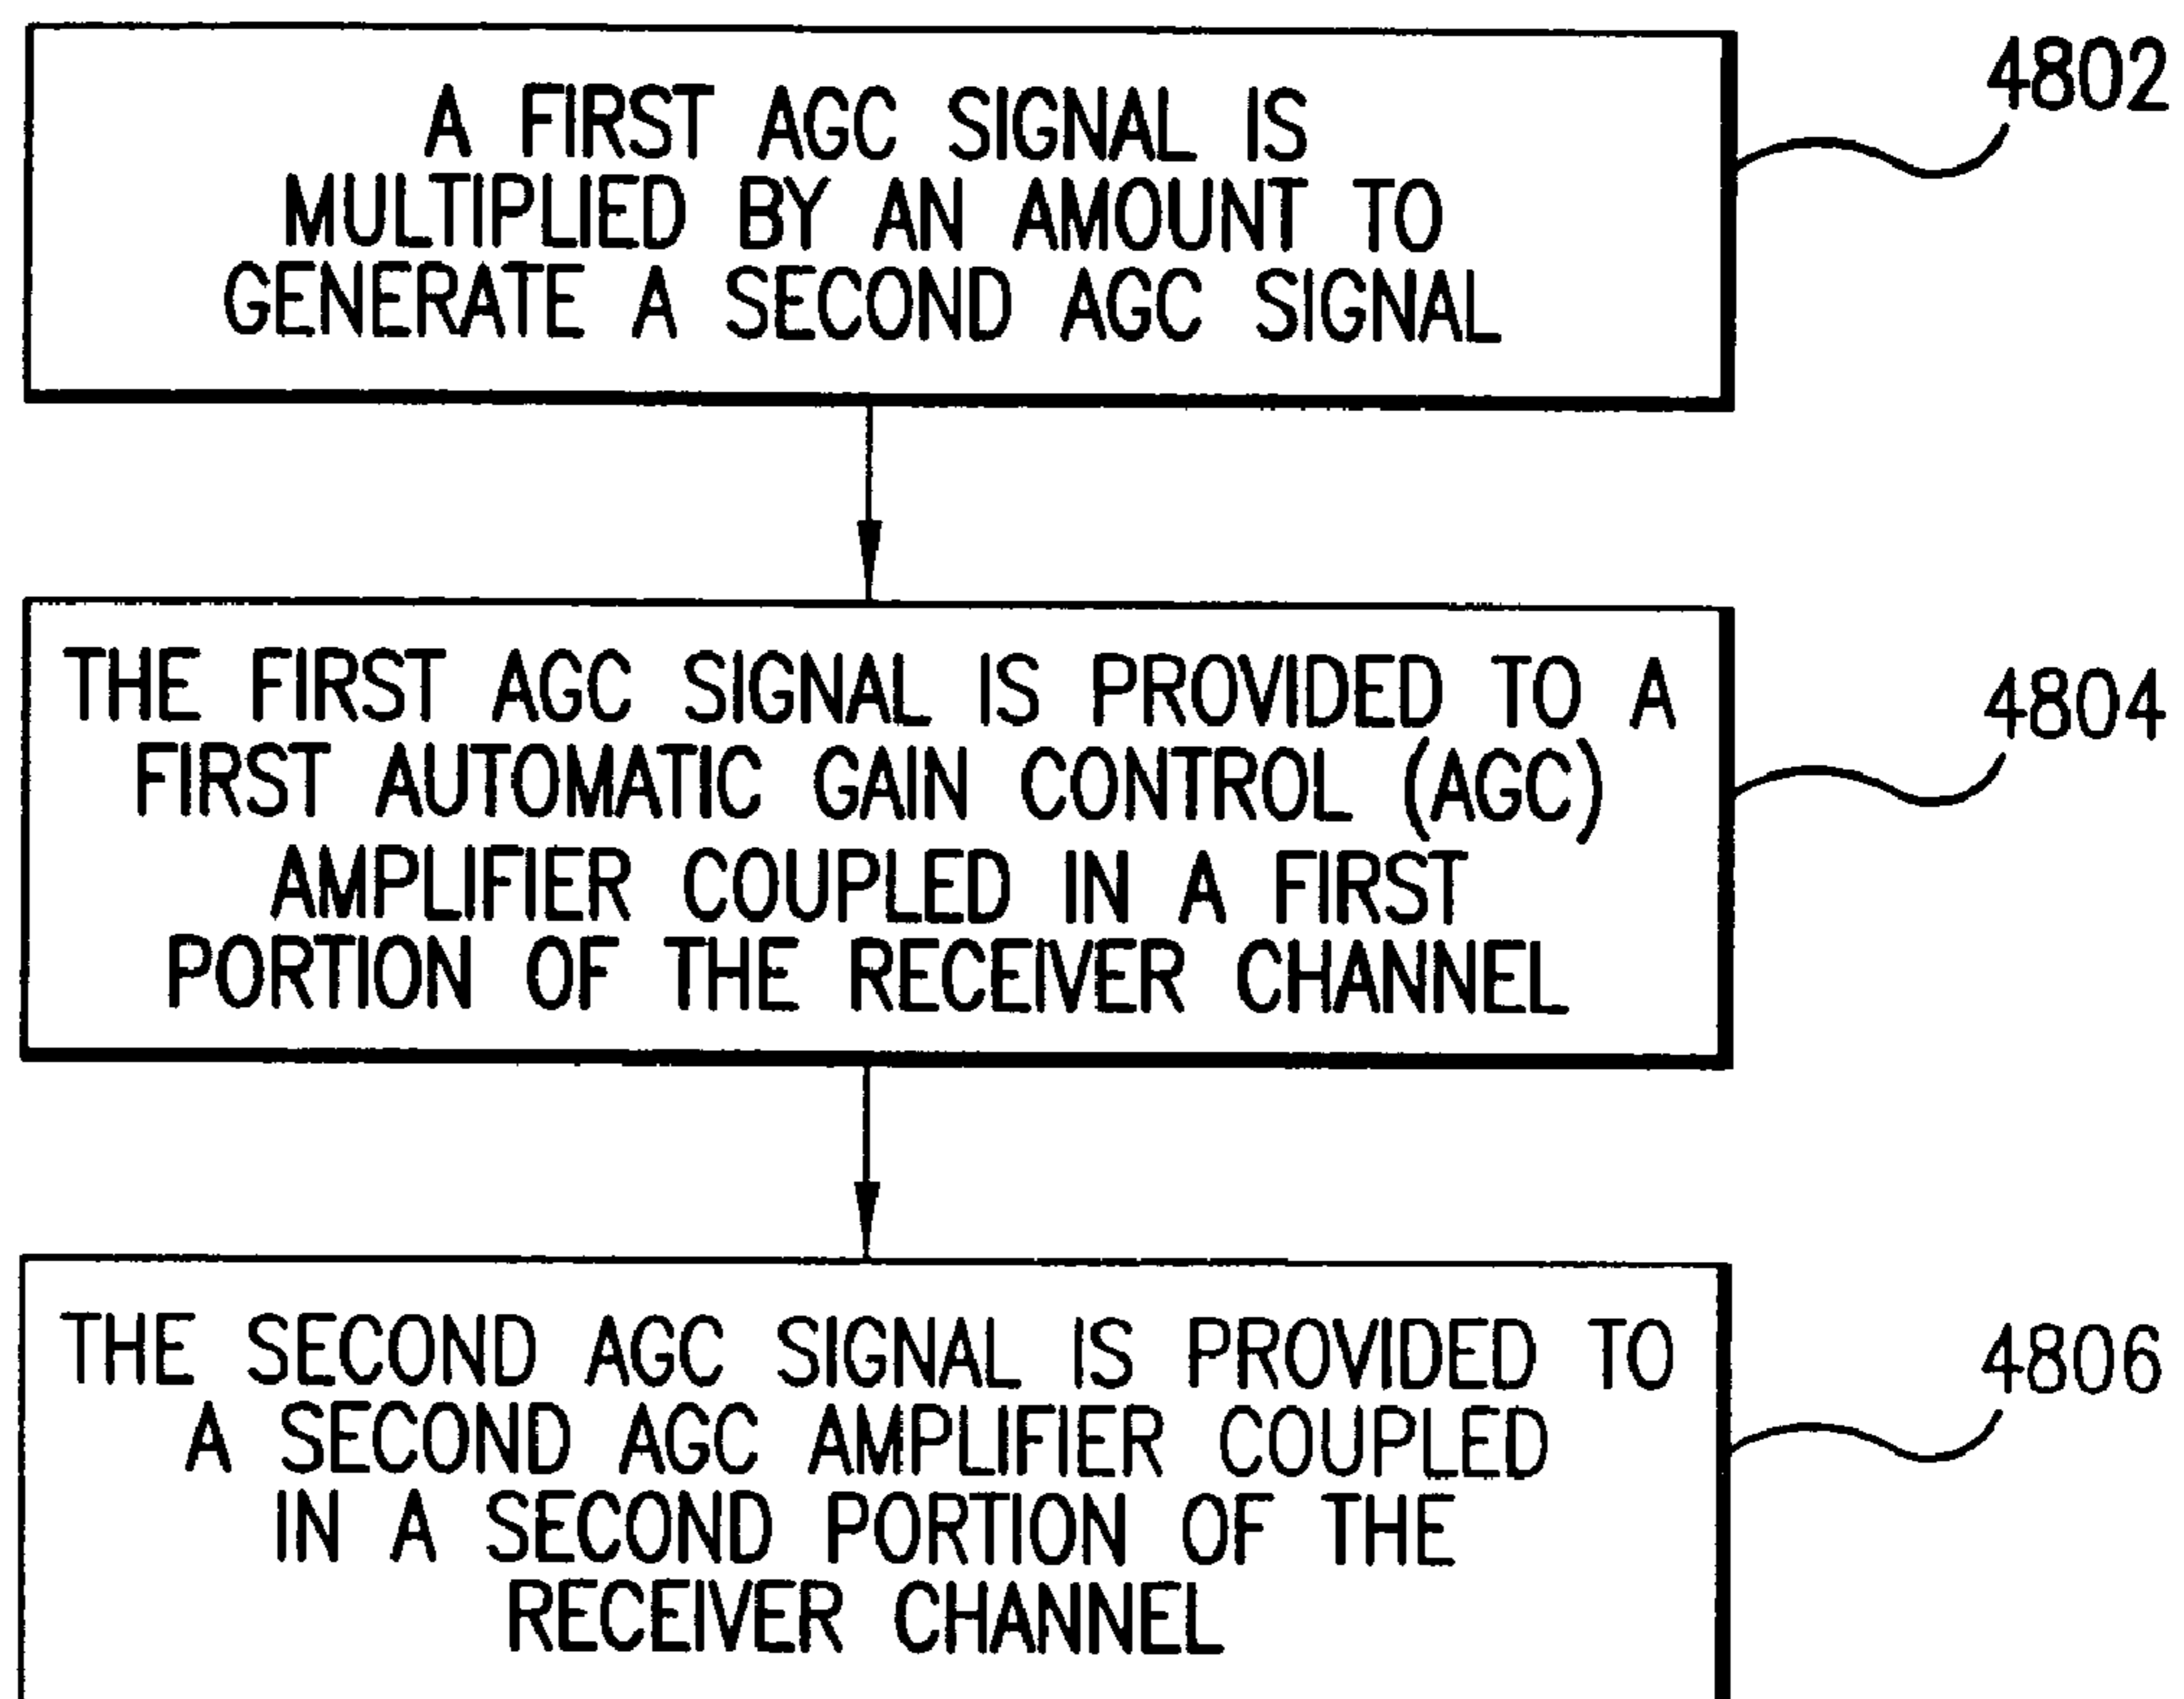 A FIRST AGC SIGNAL IS
MULTIPLIED BY AN AMOUNT TO
GENERATE A SECOND AGC SIGNAL
4802
THE FIRST AGC SIGNAL IS PROVIDED TO A
FIRST AUTOMATIC GAIN CONTROL (AGC)
AMPLIFIER COUPLED IN A FIRST
PORTION OF THE RECEIVER CHANNEL
4804
THE SECOND AGC SIGNAL IS PROVIDED TO
A SECOND AGC AMPLIFIER COUPLED
IN A SECOND PORTION OF THE
RECEIVER CHANNEL
4806